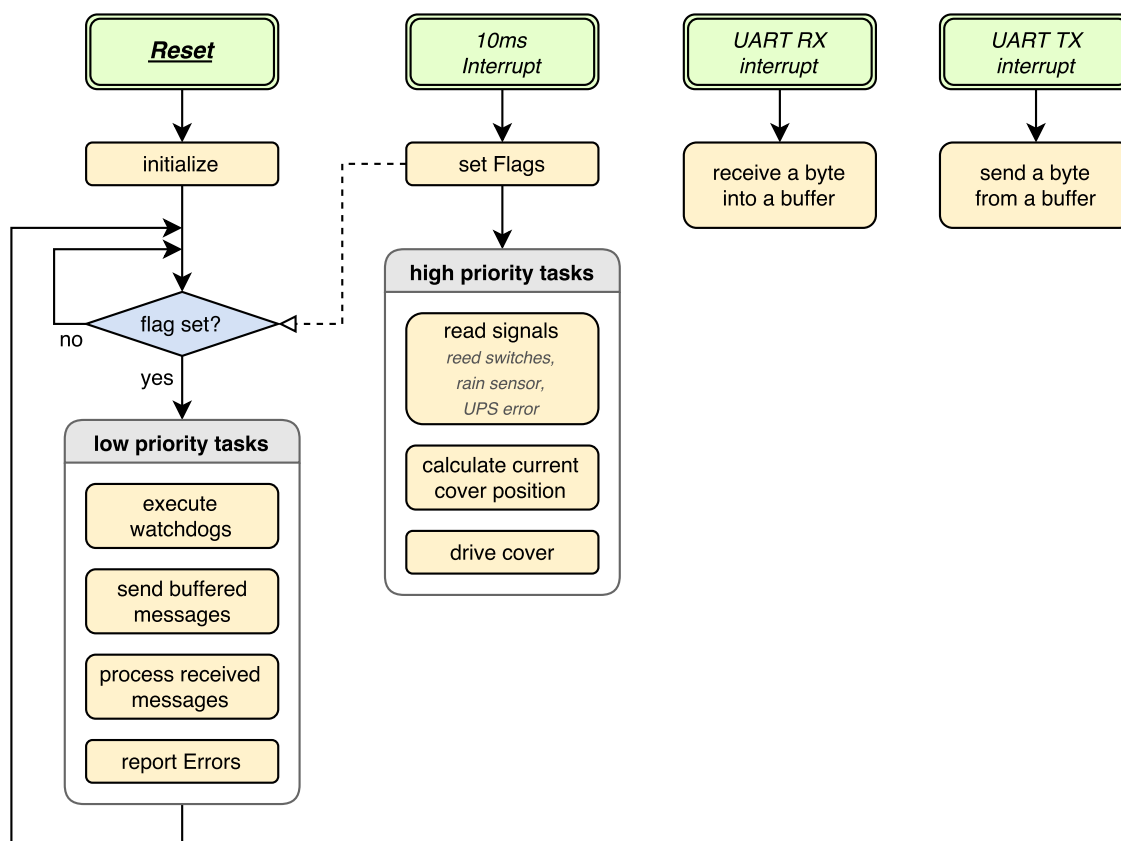 Reset
initialize
flag set?
no
yes
low priority tasks
execute
watchdogs
send buffered
messages
process received
messages
report Errors
10ms
Interrupt
set Flags
high priority tasks
read signals
reed switches,
rain sensor,
UPS error
calculate current
cover position
drive cover
UART RX
interrupt
receive a byte
into a buffer
UART TX
interrupt
send a byte
from a buffer